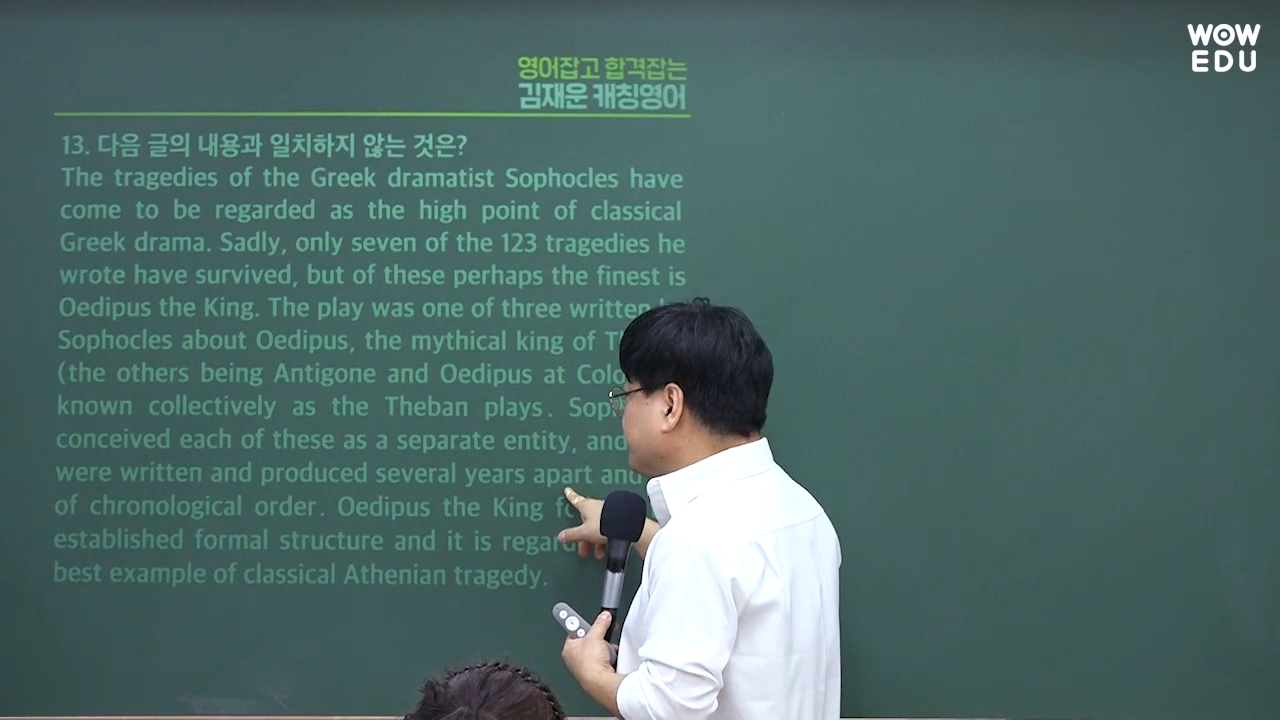 WOW
EDU
영어잡고 합격잡는
김재운 캐칭영어
13. 다음 글의 내용과 일치하지 않는 것은?
The tragedies of the Greek dramatist Sophocles have
come to be regarded as the high point of classical
Greek drama. Sadly, only seven of the 123 tragedies he
wrote have survived, but of these perhaps the finest is
Oedipus the King. The play was one of three written
Sophocles about Oedipus, the mythical king of
(the others being Antigone and Oedipus at
known collectively as the Theban plays.
conceived each of these as a separate entity, and
were written and produced several years apart and
of chronological order. Oedipus the King
established formal structure and it is
best example of classical Athenian tragedy.